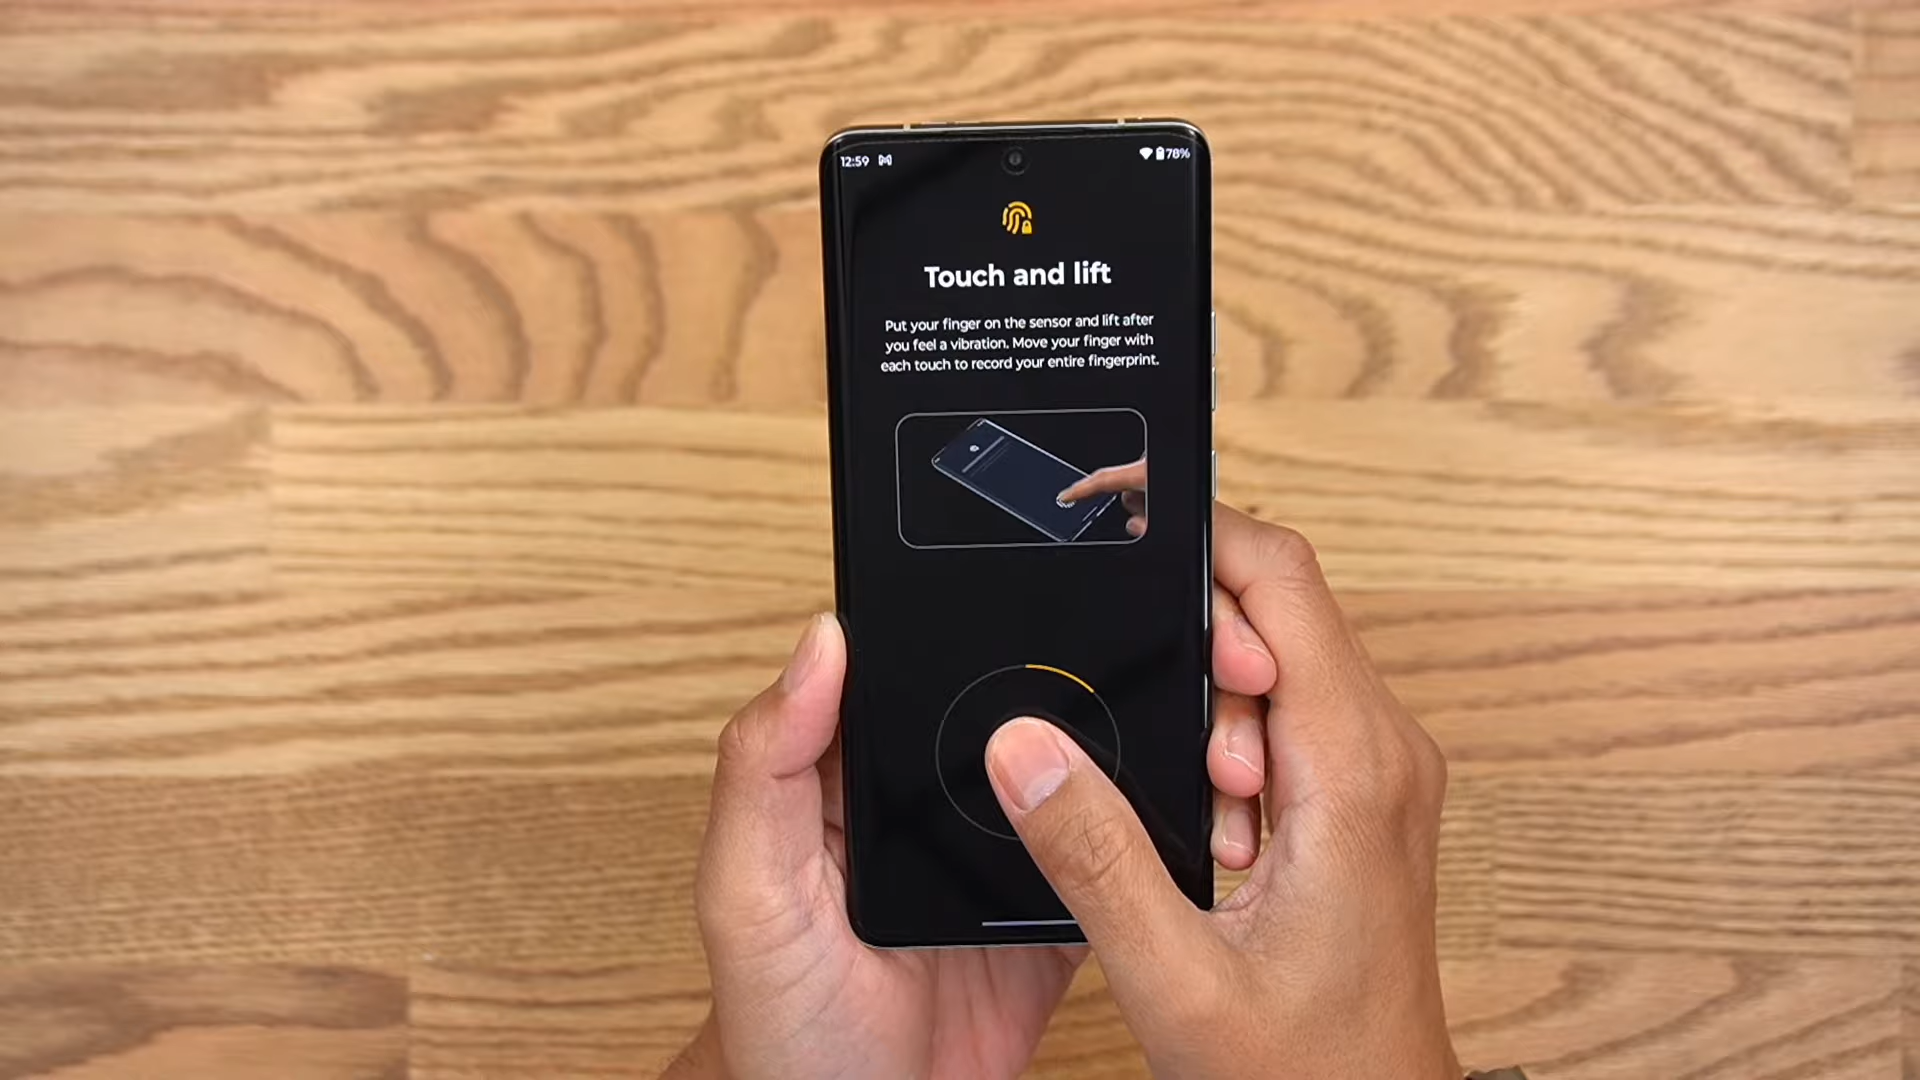 12:59
78%
Touch and lift
Put your finger on the sensor and lift after
you feel a vibration. Move your finger with
each touch to record your entire fingerprint.